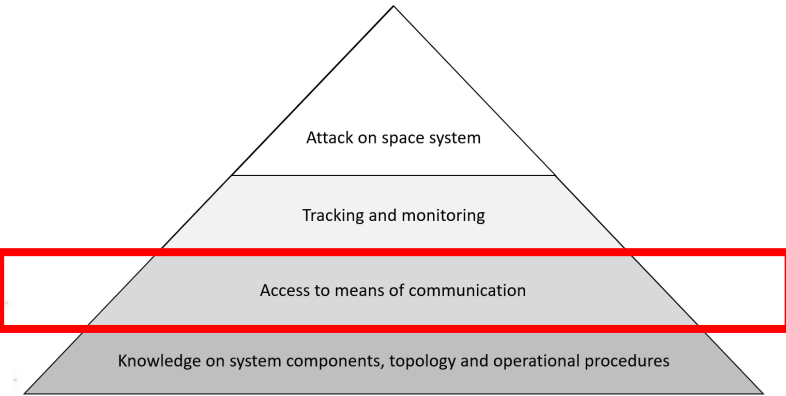 Attack on space system
Tracking and monitoring
Access to means of communication
Knowledge on system components, topology and operational procedures